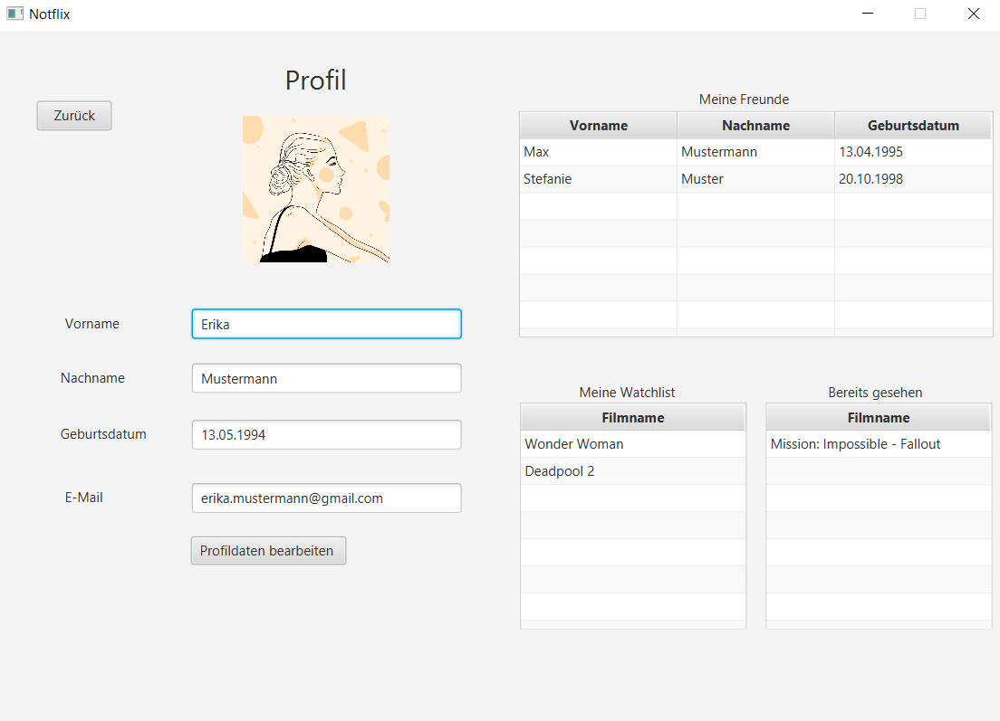 Notflix
Profil
Zurück
Vorname Erika
Nachname Mustermann
Geburtsdatum 13.05.1994
E-Mail erika.mustermann@gmail.com
Profildaten bearbeiten
Meine Freunde
Vorname Nachname Geburtsdatum
Max Mustermann 13.04.1995
Stefanie Muster 20.10.1998
Meine Watchlist
Filmname
Wonder Woman
Deadpool 2
Bereits gesehen
Filmname
Mission: Impossible - Fallout